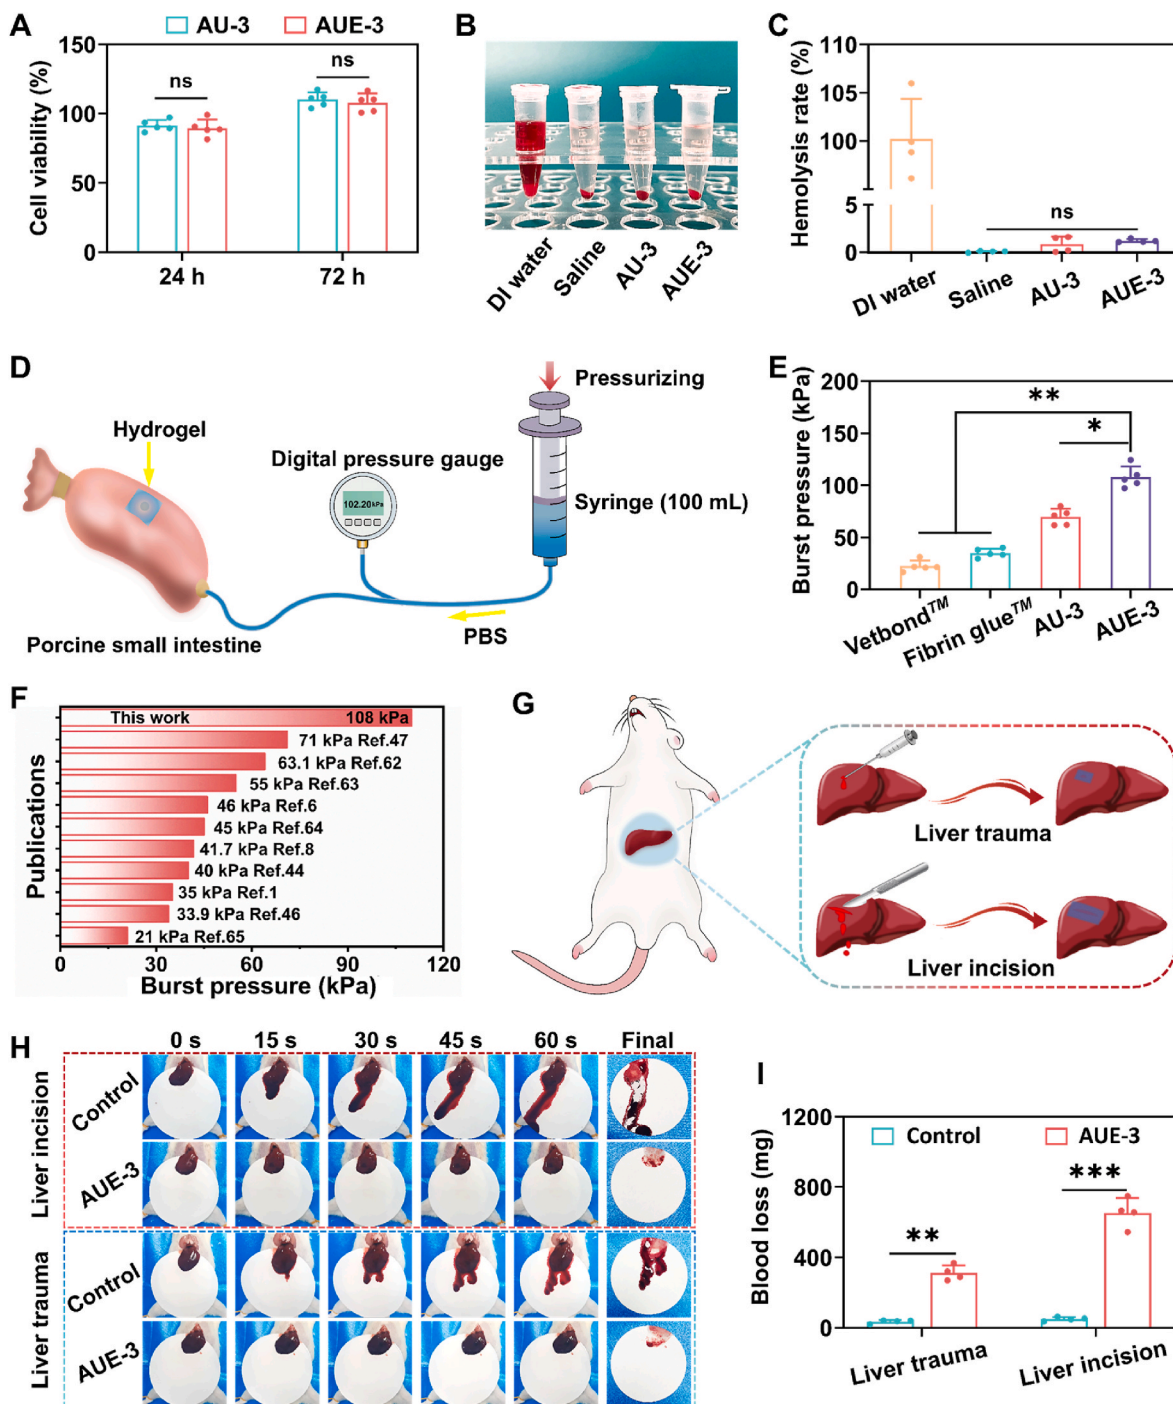 A
AU-3 AUE-3
Cell viability (%)
150
100
50
0
ns
ns
24 h 72 h
B
DI water Saline AU-3 AUE-3
C
Hemolysis rate (%)
110
105
100
5
0
ns
DI water Saline AU-3 AUE-3
D
Pressurizing
Hydrogel
Digital pressure gauge
102.20kPa
Syringe (100 mL)
PBS
Porcine small intestine
E
Burst pressure (kPa)
200
150
100
50
0
**
*
Vetbond™ Fibrin glue™ AU-3 AUE-3
F
Publications
This work 108 kPa
71 kPa Ref.47
63.1 kPa Ref.62
55 kPa Ref.63
46 kPa Ref.6
45 kPa Ref.64
41.7 kPa Ref.8
40 kPa Ref.44
35 kPa Ref.1
33.9 kPa Ref.46
21 kPa Ref.65
0 30 60 90 120
Burst pressure (kPa)
G
Liver trauma
Liver incision
H
0 s 15 s 30 s 45 s 60 s Final
Liver incision
Control
AUE-3
Liver trauma
Control
AUE-3
I
Blood loss (mg)
1200
800
400
0
Control AUE-3
**
***
Liver trauma Liver incision